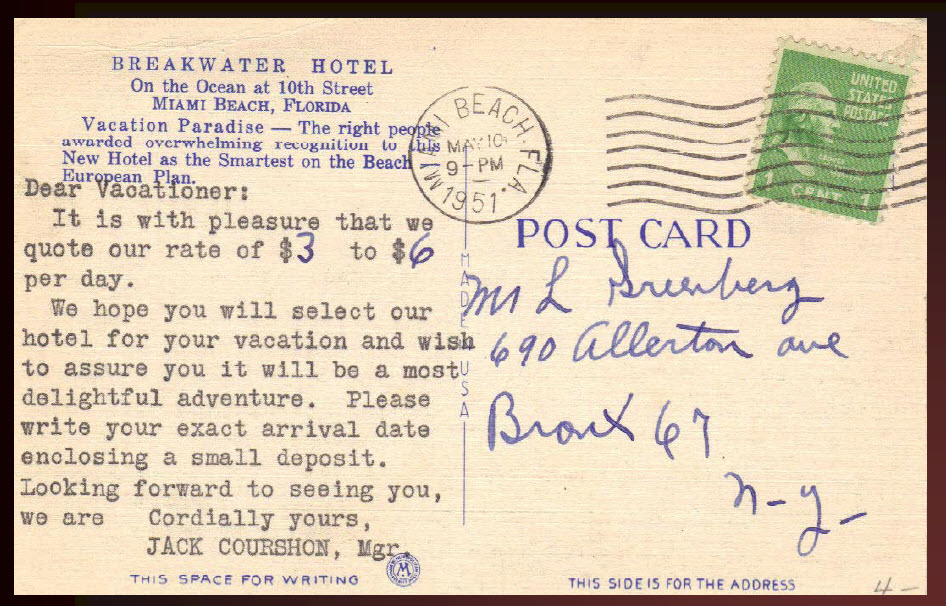 BREAKWATER HOTEL
On the Ocean at 10th Street
MIAMI BEACH, FLORIDA
Vacation Paradise — The right people
awarded overwhelming recognition to this
New Hotel as the Smartest on the Beach
European Plan.
Dear Vacationer:
It is with pleasure that we
quote our rate of $3 to $6
per day.
We hope you will select our
hotel for your vacation and wish
to assure you it will be a most
delightful adventure. Please
write your exact arrival date
enclosing a small deposit.
Looking forward to seeing you,
we are Cordially yours,
JACK COURSHON, Mgr.
THIS SPACE FOR WRITING
M
MADE USA
MIAMI BEACH, FLA.
MAY 10
9-PM
1951
UNITED
STATES
POSTAGE
1 CENT 1
POST CARD
Mr L Greenberg
690 Allerton ave
Bronx 67
N-y-
THIS SIDE IS FOR THE ADDRESS
4-